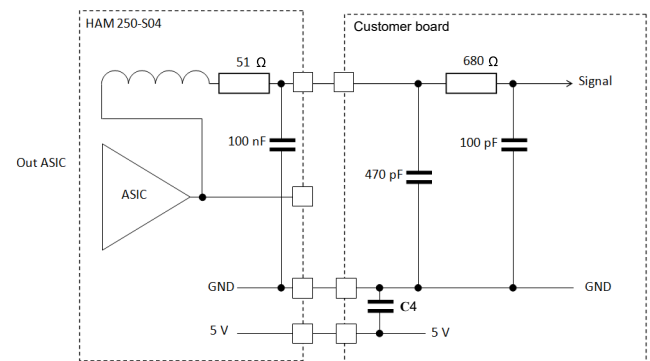 HAM 250-S04
Customer board
51 Ω
680 Ω
Signal
100 nF
100 pF
Out ASIC
470 pF
ASIC
GND
GND
C4
5 V
5 V